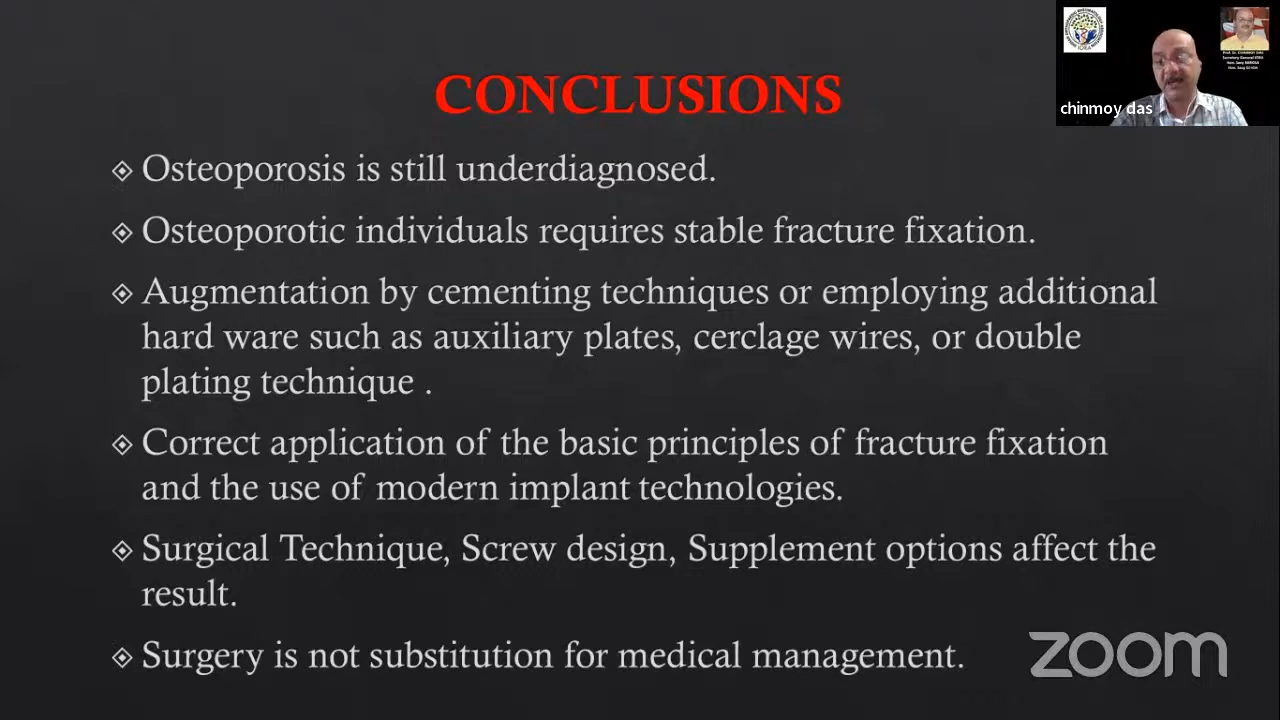 CONCLUSIONS
Osteoporosis is still underdiagnosed.
Osteoporotic individuals requires stable fracture fixation.
Augmentation by cementing techniques or employing additional
hard ware such as auxiliary plates, cerclage wires, or double
plating technique .
Correct application of the basic principles of fracture fixation
and the use of modern implant technologies.
Surgical Technique, Screw design, Supplement options affect the
result.
Surgery is not substitution for medical management.
chinmoy das
zoom